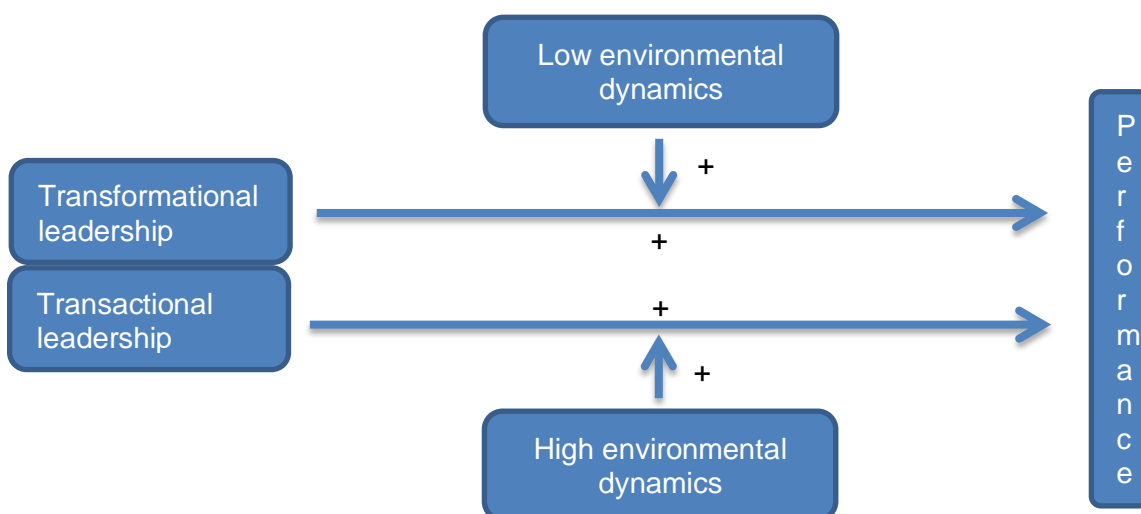 Low environmental
dynamics
+
Transformational
leadership
+
Transactional
leadership
+
+
High environmental
dynamics
P
e
r
f
o
r
m
a
n
c
e